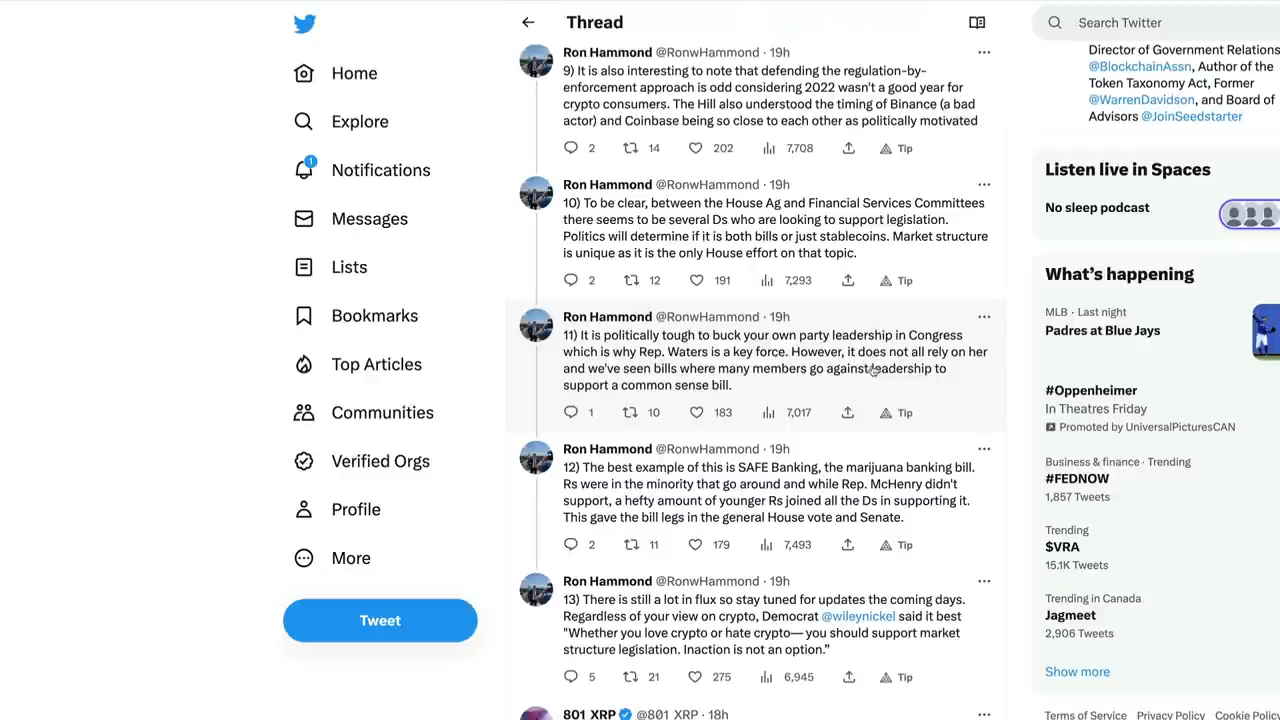 Home
Explore
1
Notifications
Messages
Lists
Bookmarks
Top Articles
Communities
Verified Orgs
Profile
More
Tweet
Thread
Ron Hammond @RonwHammond · 19h
9) It is also interesting to note that defending the regulation-by-
enforcement approach is odd considering 2022 wasn't a good year for
crypto consumers. The Hill also understood the timing of Binance (a bad
actor) and Coinbase being so close to each other as politically motivated
2 14 202 7,708 Tip
Ron Hammond @RonwHammond · 19h
10) To be clear, between the House Ag and Financial Services Committees
there seems to be several Ds who are looking to support legislation.
Politics will determine if it is both bills or just stablecoins. Market structure
is unique as it is the only House effort on that topic.
2 12 191 7,293 Tip
Ron Hammond @RonwHammond · 19h
11) It is politically tough to buck your own party leadership in Congress
which is why Rep. Waters is a key force. However, it does not all rely on her
and we've seen bills where many members go against leadership to
support a common sense bill.
1 10 183 7,017 Tip
Ron Hammond @RonwHammond · 19h
12) The best example of this is SAFE Banking, the marijuana banking bill.
Rs were in the minority that go around and while Rep. McHenry didn't
support, a hefty amount of younger Rs joined all the Ds in supporting it.
This gave the bill legs in the general House vote and Senate.
2 11 179 7,493 Tip
Ron Hammond @RonwHammond · 19h
13) There is still a lot in flux so stay tuned for updates the coming days.
Regardless of your view on crypto, Democrat @wileynickel said it best
"Whether you love crypto or hate crypto— you should support market
structure legislation. Inaction is not an option.”
5 21 275 6,945 Tip
801 XRP @801_XRP · 18h
Search Twitter
Director of Government Relations
@BlockchainAssn, Author of the
Token Taxonomy Act, Former
@WarrenDavidson, and Board of
Advisors @JoinSeedstarter
Listen live in Spaces
No sleep podcast
What’s happening
MLB · Last night
Padres at Blue Jays
#Oppenheimer
In Theatres Friday
Promoted by UniversalPicturesCAN
Business & finance · Trending
#FEDNOW
1,857 Tweets
Trending
$VRA
15.1K Tweets
Trending in Canada
Jagmeet
2,906 Tweets
Show more
Terms of Service Privacy Policy Cookie Policy